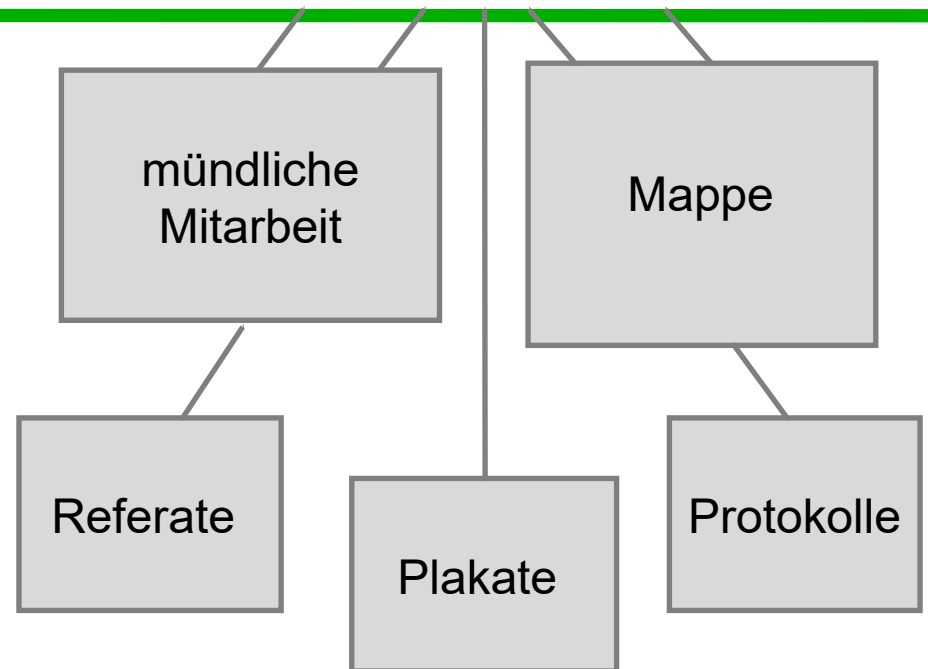 mündliche
Mitarbeit
Mappe
Referate
Plakate
Protokolle